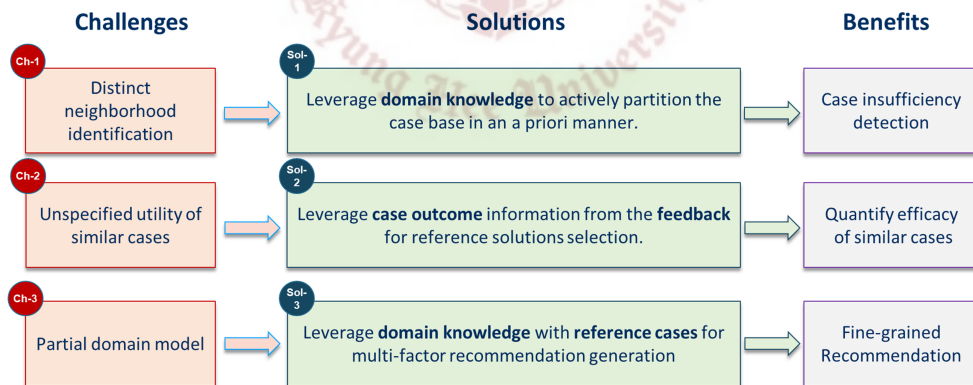 Challenges
Solutions
Benefits
Kyung Hee University
Ch-1
Distinct
neighborhood
identification
Sol-
1
Leverage domain knowledge to actively partition the
case base in an a priori manner.
Case insufficiency
detection
Ch-2
Unspecified utility of
similar cases
Sol-
2
Leverage case outcome information from the feedback
for reference solutions selection.
Quantify efficacy
of similar cases
Ch-3
Partial domain model
Sol-
3
Leverage domain knowledge with reference cases for
multi-factor recommendation generation
Fine-grained
Recommendation